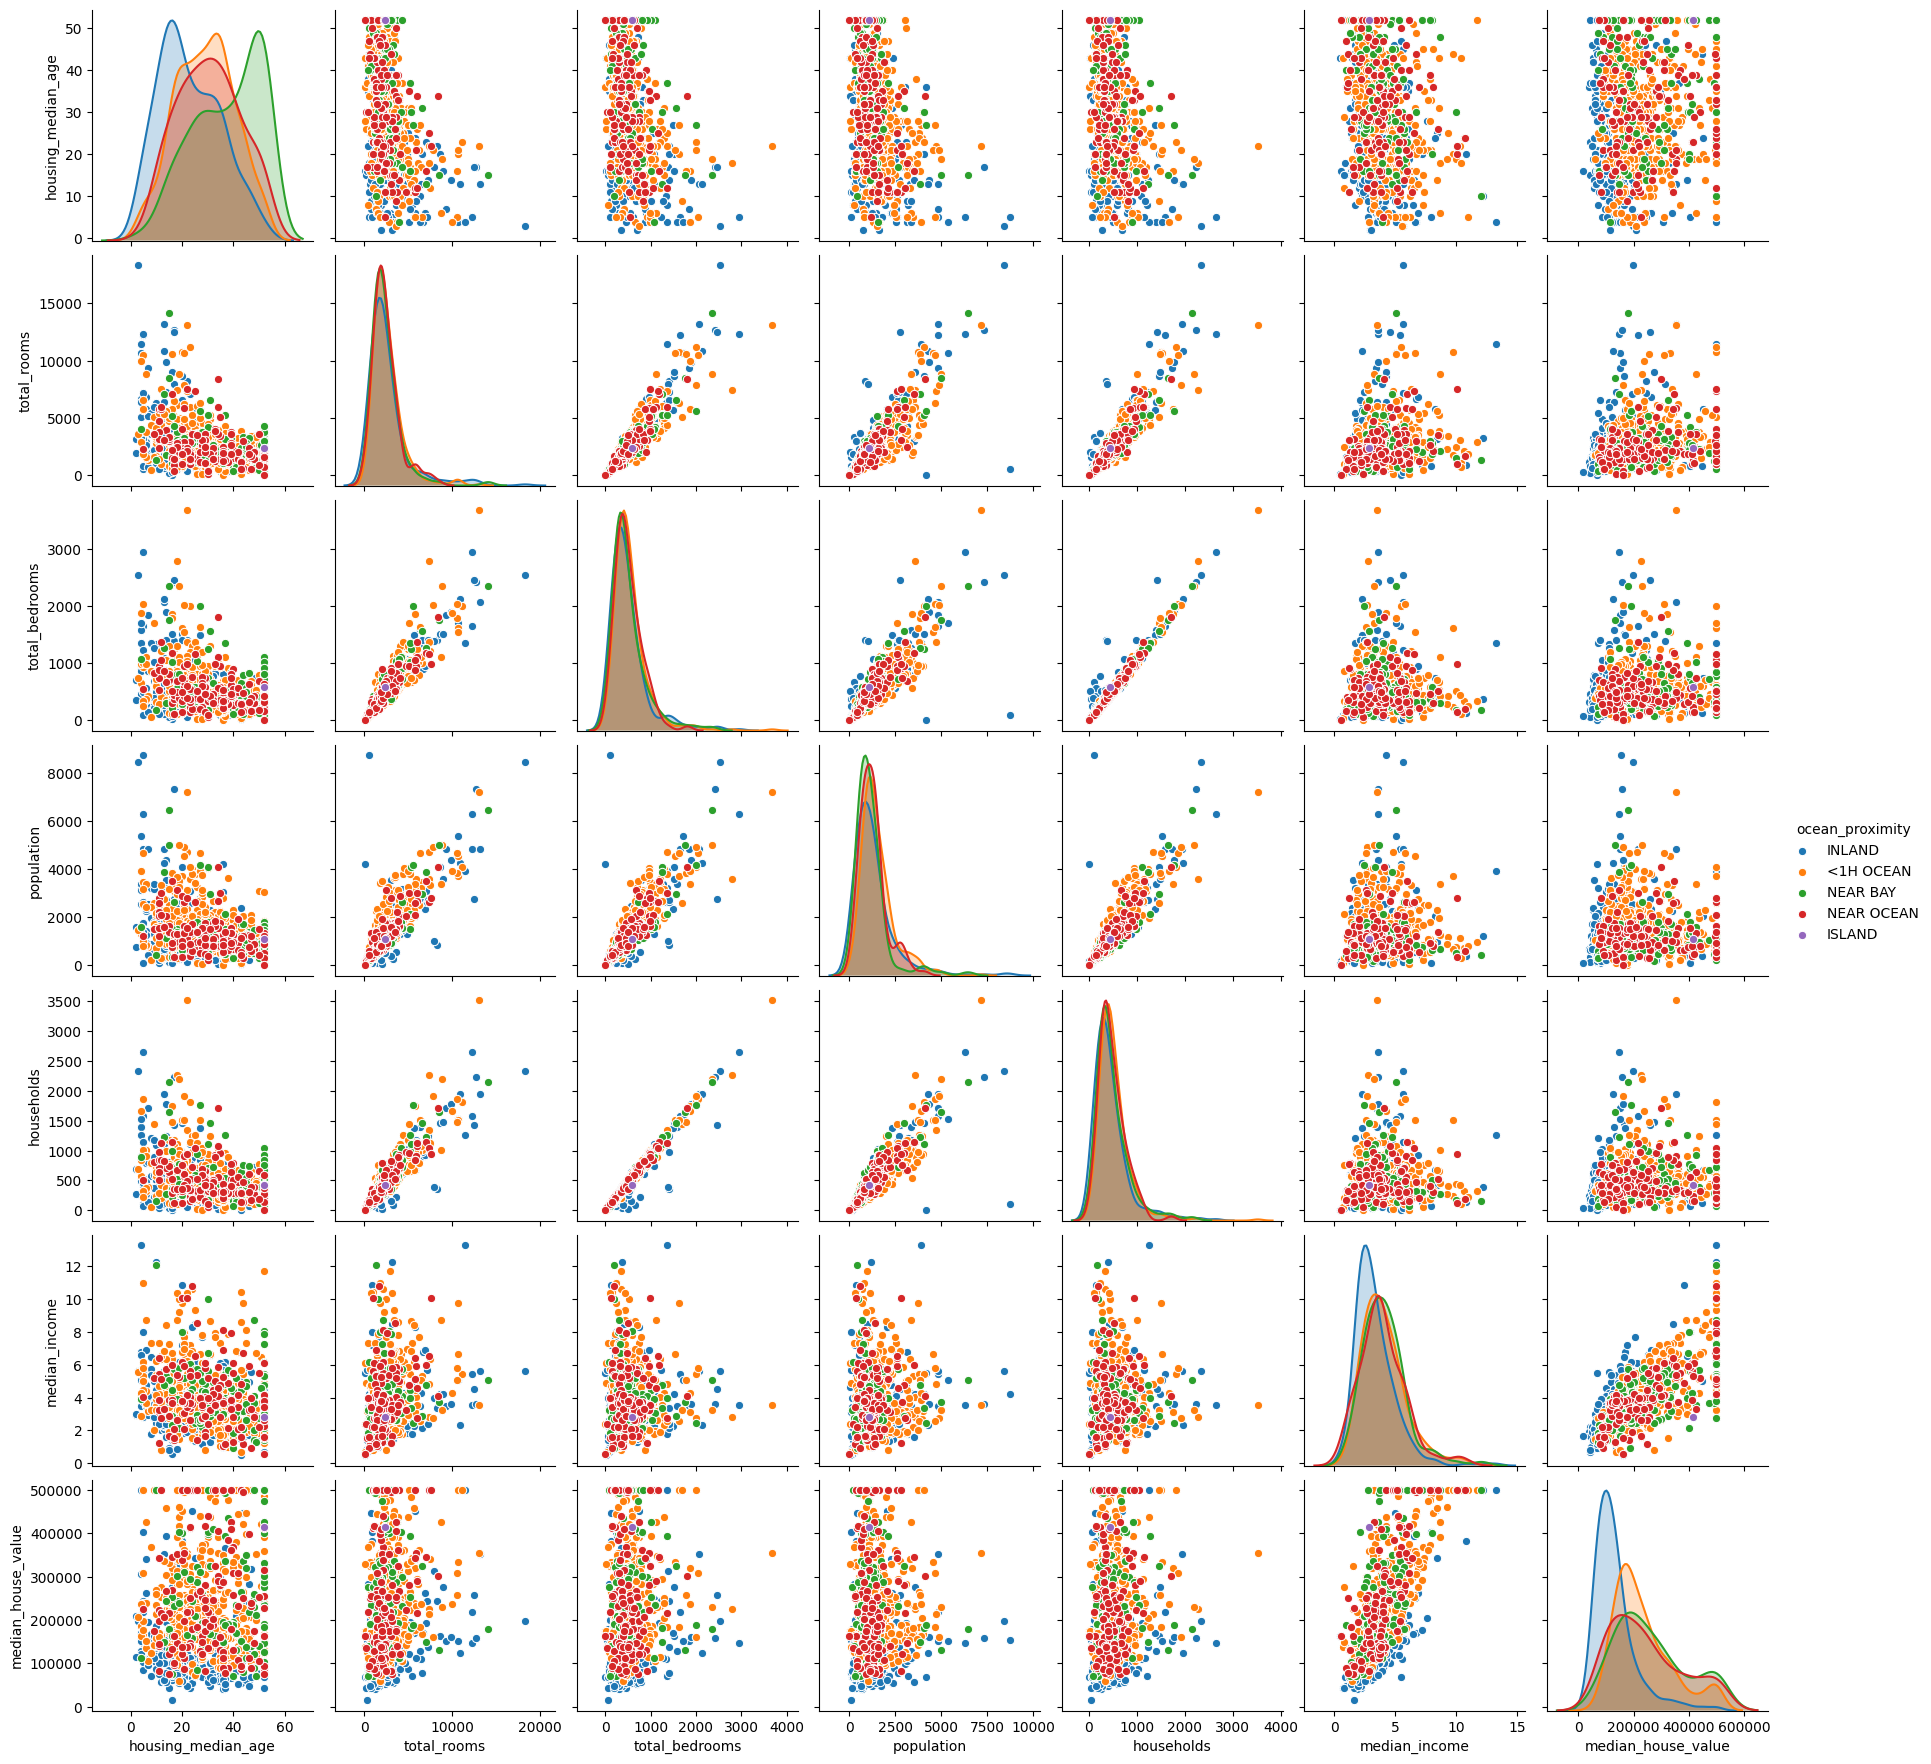 housing_median_age
50
40
30
20
10
0
total_rooms
15000
10000
5000
0
total_bedrooms
3000
2000
1000
0
population
8000
6000
4000
2000
0
households
3500
3000
2500
2000
1500
1000
500
0
median_income
12
10
8
6
4
2
0
median_house_value
500000
400000
300000
200000
100000
0
0 20 40 60
housing_median_age
0 10000 20000
total_rooms
0 1000 2000 3000 4000
total_bedrooms
0 2500 5000 7500 10000
population
0 1000 2000 3000 4000
households
0 5 10 15
median_income
0 200000 400000 600000
median_house_value
ocean_proximity
INLAND
<1H OCEAN
NEAR BAY
NEAR OCEAN
ISLAND